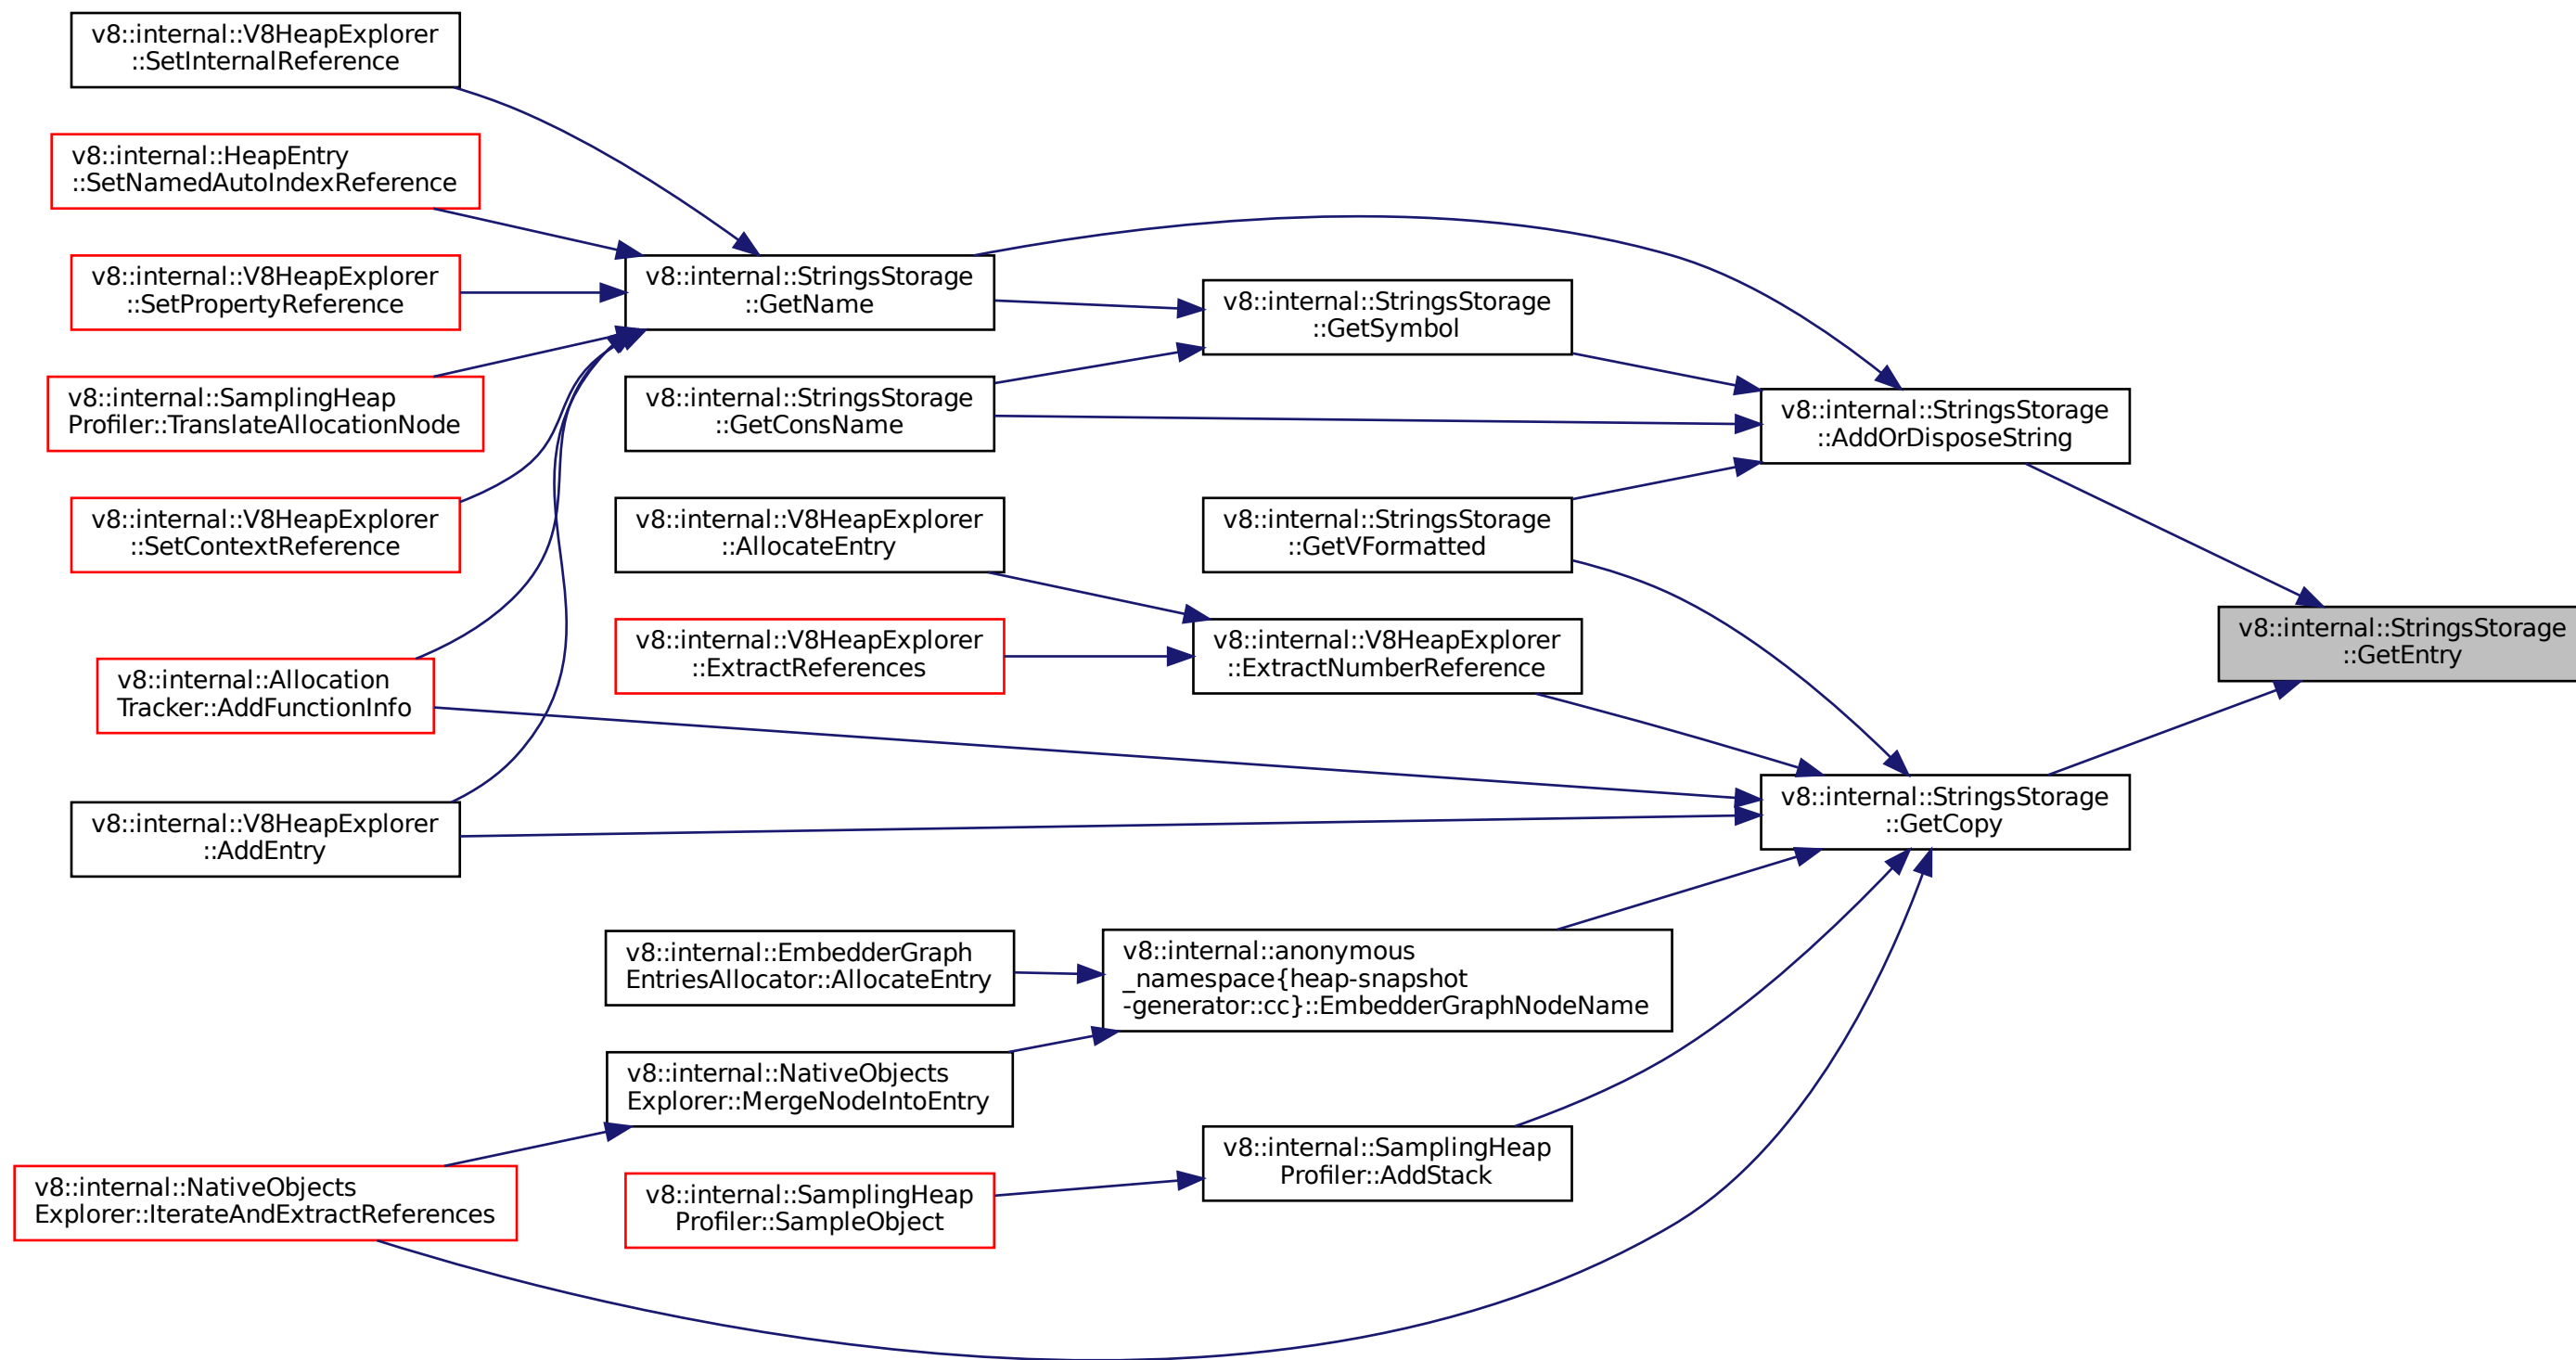 v8::internal::V8HeapExplorer
::SetInternalReference
v8::internal::HeapEntry
::SetNamedAutoIndexReference
v8::internal::V8HeapExplorer
::SetPropertyReference
v8::internal::SamplingHeap
Profiler::TranslateAllocationNode
v8::internal::V8HeapExplorer
::SetContextReference
v8::internal::Allocation
Tracker::AddFunctionInfo
v8::internal::V8HeapExplorer
::AddEntry
v8::internal::NativeObjects
Explorer::IterateAndExtractReferences
v8::internal::StringsStorage
::GetName
v8::internal::StringsStorage
::GetConsName
v8::internal::V8HeapExplorer
::AllocateEntry
v8::internal::V8HeapExplorer
::ExtractReferences
v8::internal::EmbedderGraph
EntriesAllocator::AllocateEntry
v8::internal::NativeObjects
Explorer::MergeNodeIntoEntry
v8::internal::SamplingHeap
Profiler::SampleObject
v8::internal::StringsStorage
::GetSymbol
v8::internal::StringsStorage
::GetVFormatted
v8::internal::V8HeapExplorer
::ExtractNumberReference
v8::internal::anonymous
_namespace{heap-snapshot
-generator::cc}::EmbedderGraphNodeName
v8::internal::SamplingHeap
Profiler::AddStack
v8::internal::StringsStorage
::AddOrDisposeString
v8::internal::StringsStorage
::GetCopy
v8::internal::StringsStorage
::GetEntry